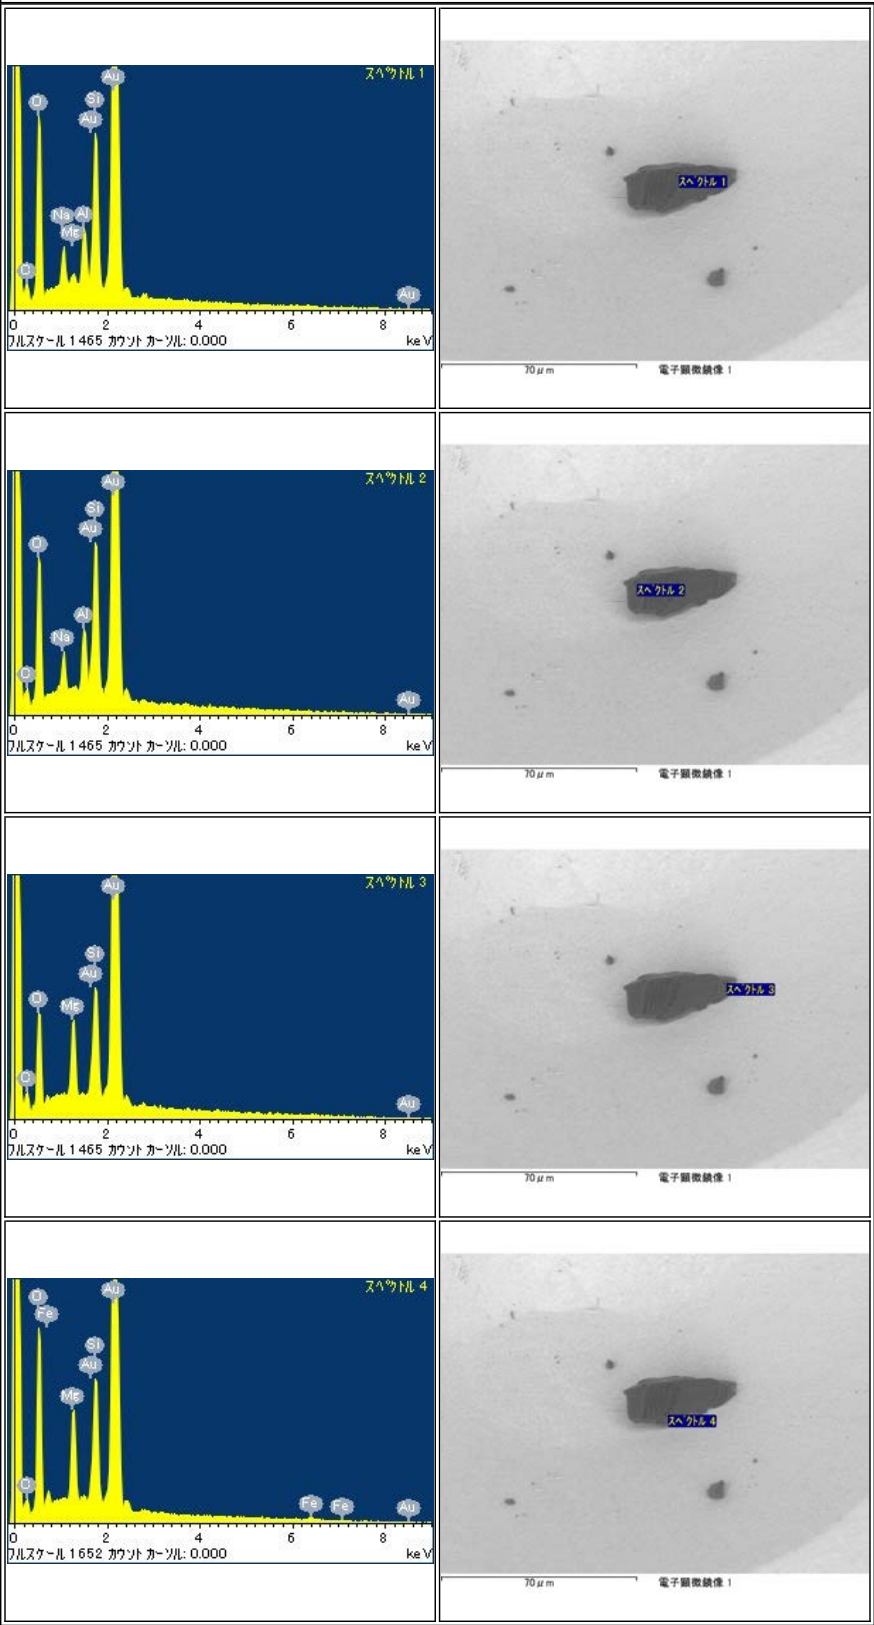 スペクトル 1
Au
Si
O
Au
Na
Al
Mg
C
Au
0
2
4
6
8
フルスケール 1465 カウント カーソル: 0.000
keV
スペクトル 1
70μm
電子顕微鏡像 1
スペクトル 2
Au
Si
Au
O
Al
Na
C
Au
0
2
4
6
8
フルスケール 1465 カウント カーソル: 0.000
keV
スペクトル 2
70μm
電子顕微鏡像 1
スペクトル 3
Au
Si
Au
O
Mg
C
Au
0
2
4
6
8
フルスケール 1465 カウント カーソル: 0.000
keV
スペクトル 3
70μm
電子顕微鏡像 1
スペクトル 4
Au
O
Fe
Si
Au
Mg
C
Fe
Fe
Au
0
2
4
6
8
フルスケール 1652 カウント カーソル: 0.000
keV
スペクトル 4
70μm
電子顕微鏡像 1